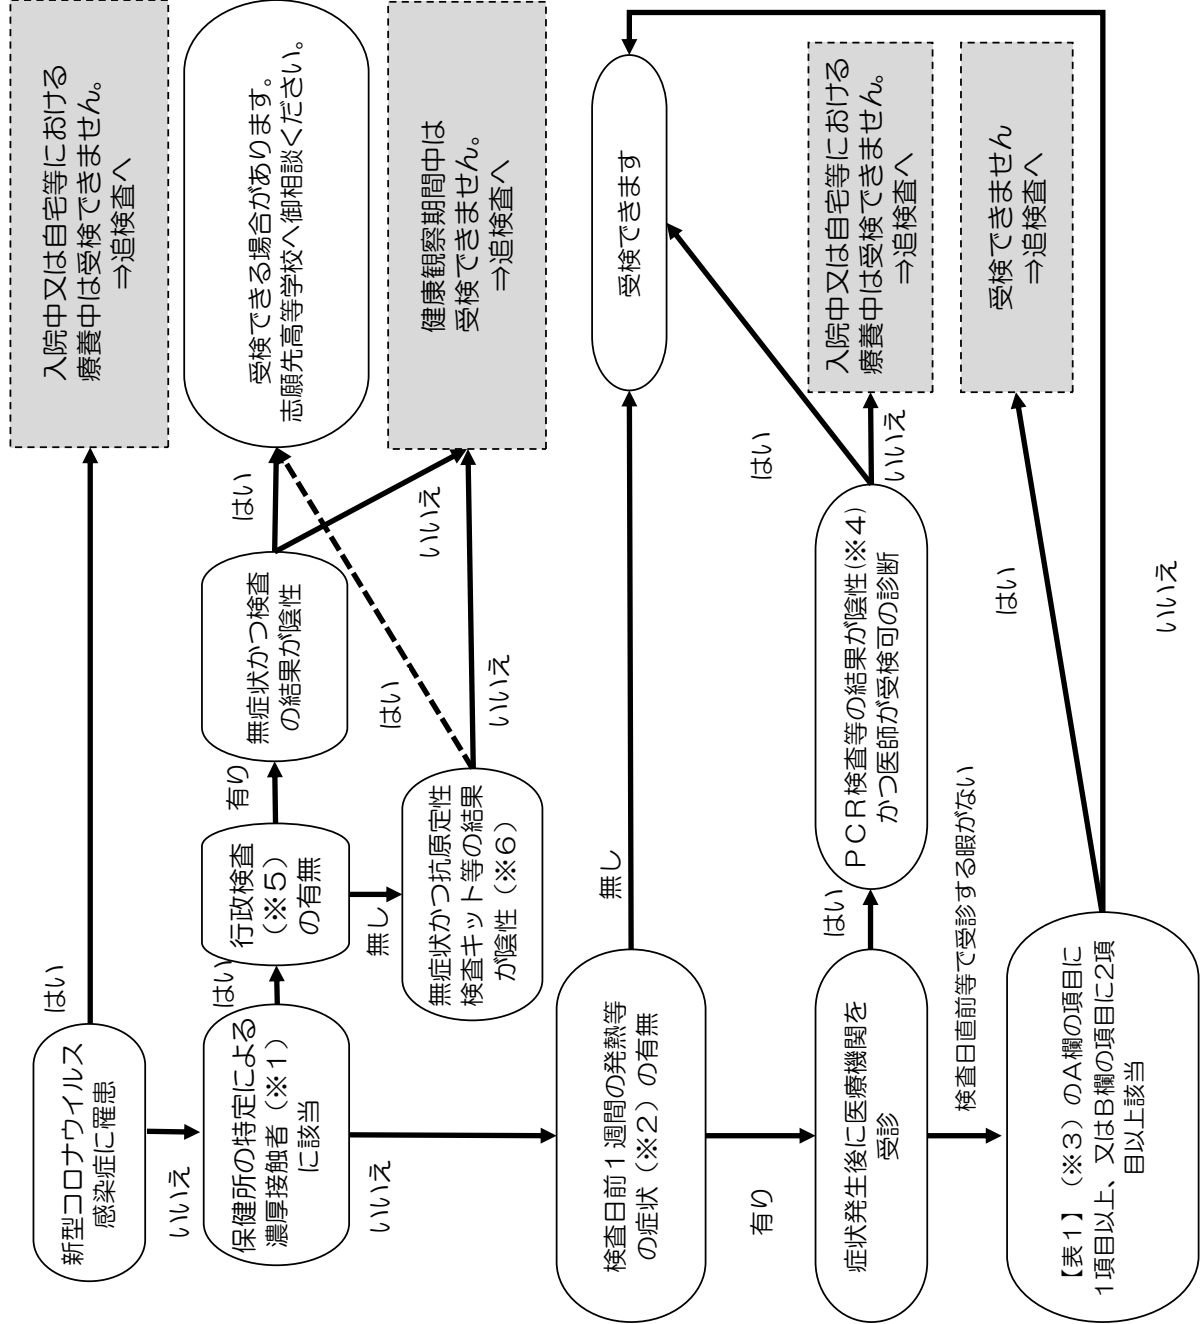 新型コロナウイルス
感染症に罹患
はい
入院中又は自宅等における
療養中は受検できません。
⇒追検査へ
いいえ
保健所の特定による
濃厚接触者（※１）
に該当
はい
行政検査
（※５）
の有無
有り
無症状かつ検査
の結果が陰性
はい
受検できる場合があります。
志願先高等学校へ御相談ください。
いいえ
無し
無症状かつ抗原定性
検査キット等の結果
が陰性（※６）
はい
いいえ
健康観察期間中は
受検できません。
⇒追検査へ
いいえ
検査日前１週間の発熱等
の症状（※２）の有無
無し
受検できます
有り
症状発生後に医療機関を
受診
はい
ＰＣＲ検査等の結果が陰性(※４)
かつ医師が受検可の診断
はい
いいえ
入院中又は自宅等における
療養中は受検できません。
⇒追検査へ
検査日直前等で受診する暇がない
【表１】（※３）のＡ欄の項目に
１項目以上、又はＢ欄の項目に２項
目以上該当
はい
受検できません
⇒追検査へ
いいえ